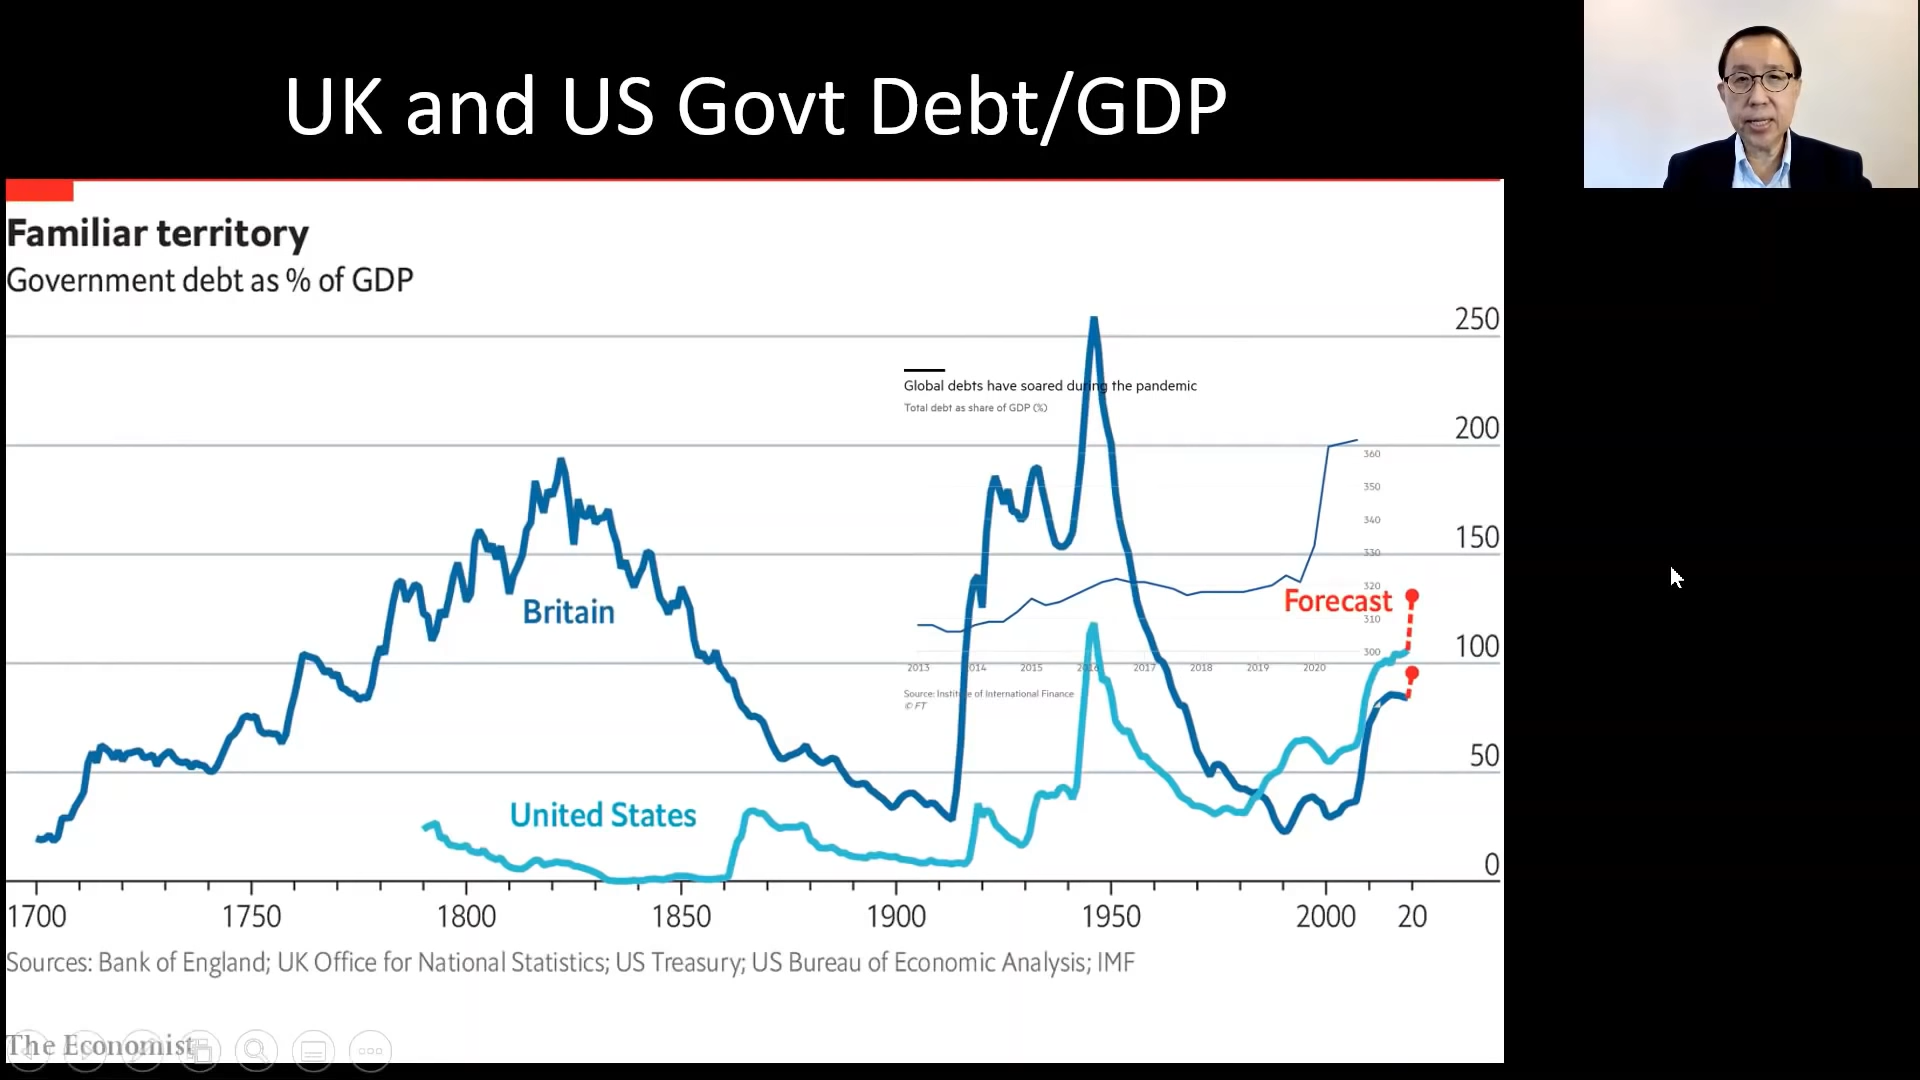 UK and US Govt Debt/GDP
Familiar territory
Government debt as % of GDP
250
Global debts have soared during the pandemic
Total debt as share of GDP (%)
200
360
350
340
150
330
320
Forecast
Britain
310
100
300
2013 2014 2015 2016 2017 2018 2019 2020
Source: Institute of International Finance
© FT
50
United States
0
1700 1750 1800 1850 1900 1950 2000 20
Sources: Bank of England; UK Office for National Statistics; US Treasury; US Bureau of Economic Analysis; IMF
The Economist